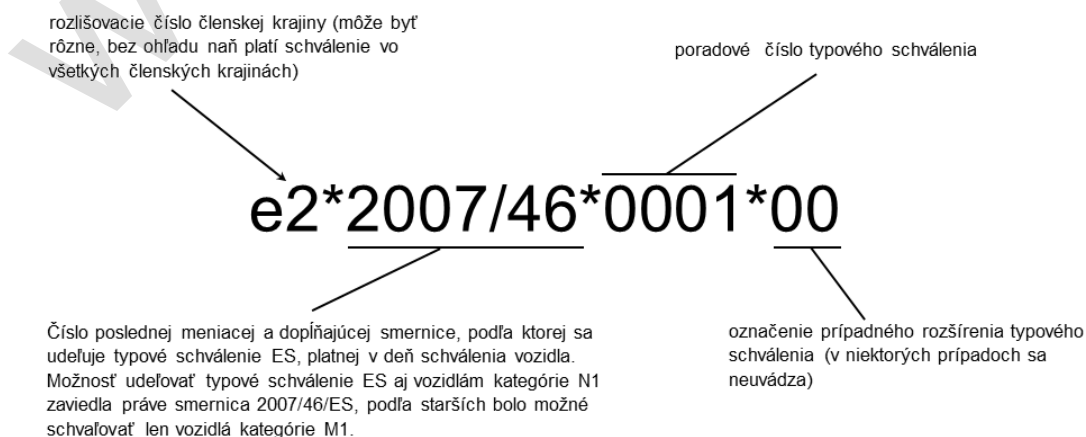 rozlišovacie číslo členskej krajiny (môže byť
rôzne, bez ohľadu naň platí schválenie vo
všetkých členských krajinách)
poradové číslo typového schválenia
e2*2007/46*0001*00
Číslo poslednej meniacej a dopĺňajúcej smernice, podľa ktorej sa
udeľuje typové schválenie ES, platnej v deň schválenia vozidla.
Možnosť udeľovať typové schválenie ES aj vozidlám kategórie N1
zaviedla práve smernica 2007/46/ES, podľa starších bolo možné
schvaľovať len vozidlá kategórie M1.
označenie prípadného rozšírenia typového
schválenia (v niektorých prípadoch sa
neuvádza)